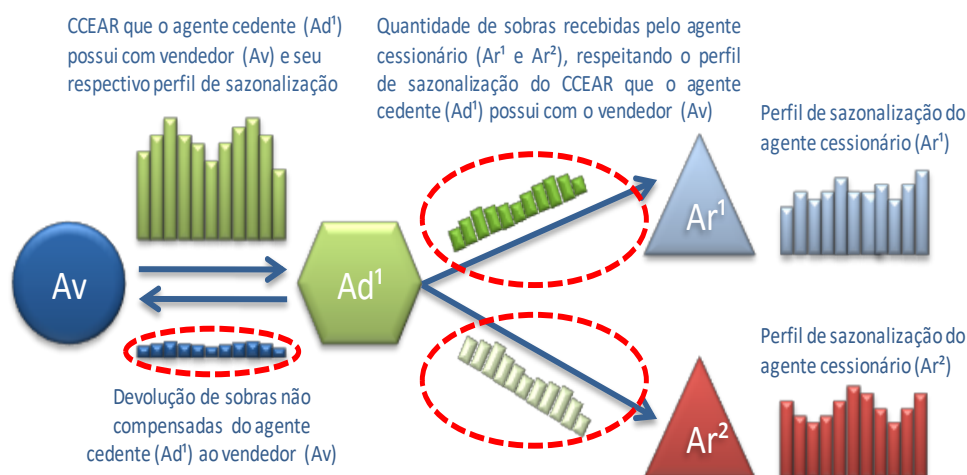 CCEAR que o agente cedente (Ad¹)
possui com vendedor (Av) e seu
respectivo perfil de sazonalização
Quantidade de sobras recebidas pelo agente
cessionário (Ar¹ e Ar²), respeitando o perfil
de sazonalização do CCEAR que o agente
cedente (Ad¹) possui com o vendedor (Av)
Perfil de sazonalização do
agente cessionário (Ar¹)
Ar¹
Av
Ad¹
Perfil de sazonalização do
agente cessionário (Ar²)
Devolução de sobras não
compensadas do agente
cedente (Ad¹) ao vendedor (Av)
Ar²